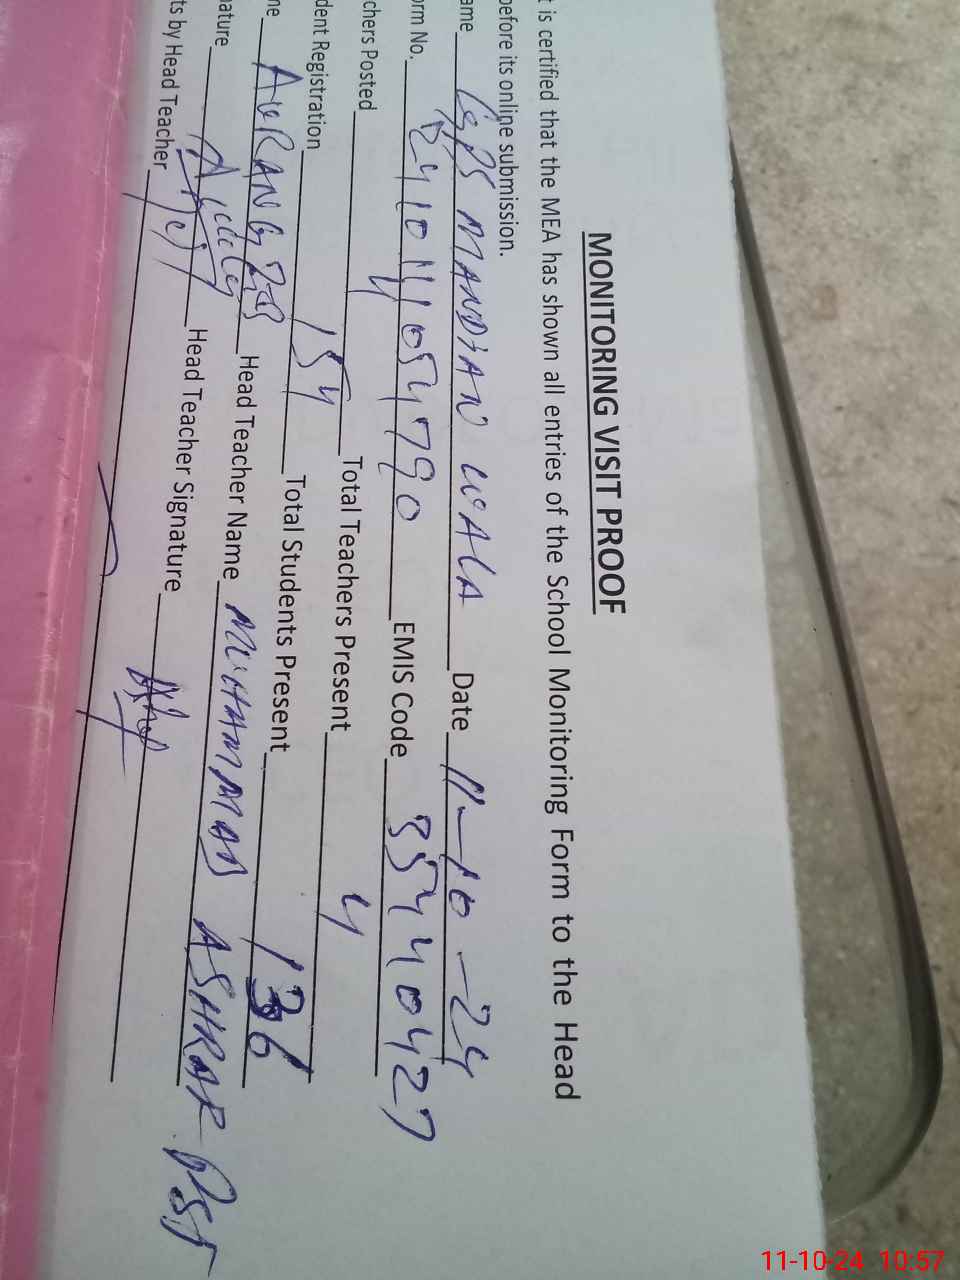 MONITORING VISIT PROOF
t is certified that the MEA has shown all entries of the School Monitoring Form to the Head
before its online submission.
ame GPS MANDIAN WALA Date 11-10-24
orm No. EMIS Code 35440427
chers Posted 4 Total Teachers Present 4
dent Registration 154 Total Students Present 136
me AURANGZEB Head Teacher Name MUHAMMAD ASHRAF PST
nature Head Teacher Signature
ts by Head Teacher
11-10-24 10:57